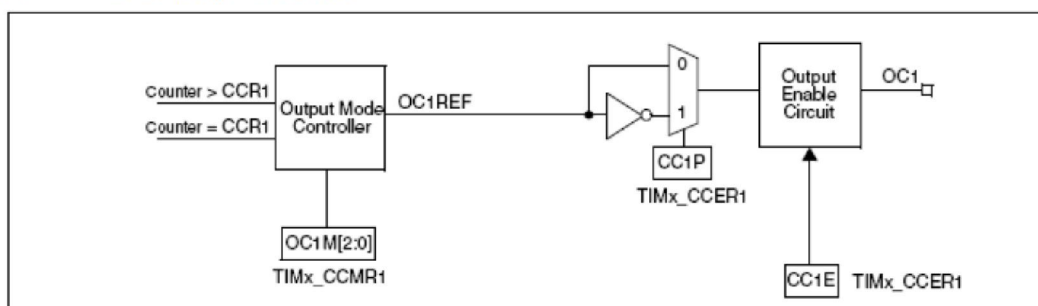 Counter > CCR1
Counter = CCR1
Output Mode
Controller
OC1REF
OC1M[2:0]
TIMx_CCMR1
0
1
CC1P
TIMx_CCER1
Output
Enable
Circuit
OC1
CC1E
TIMx_CCER1